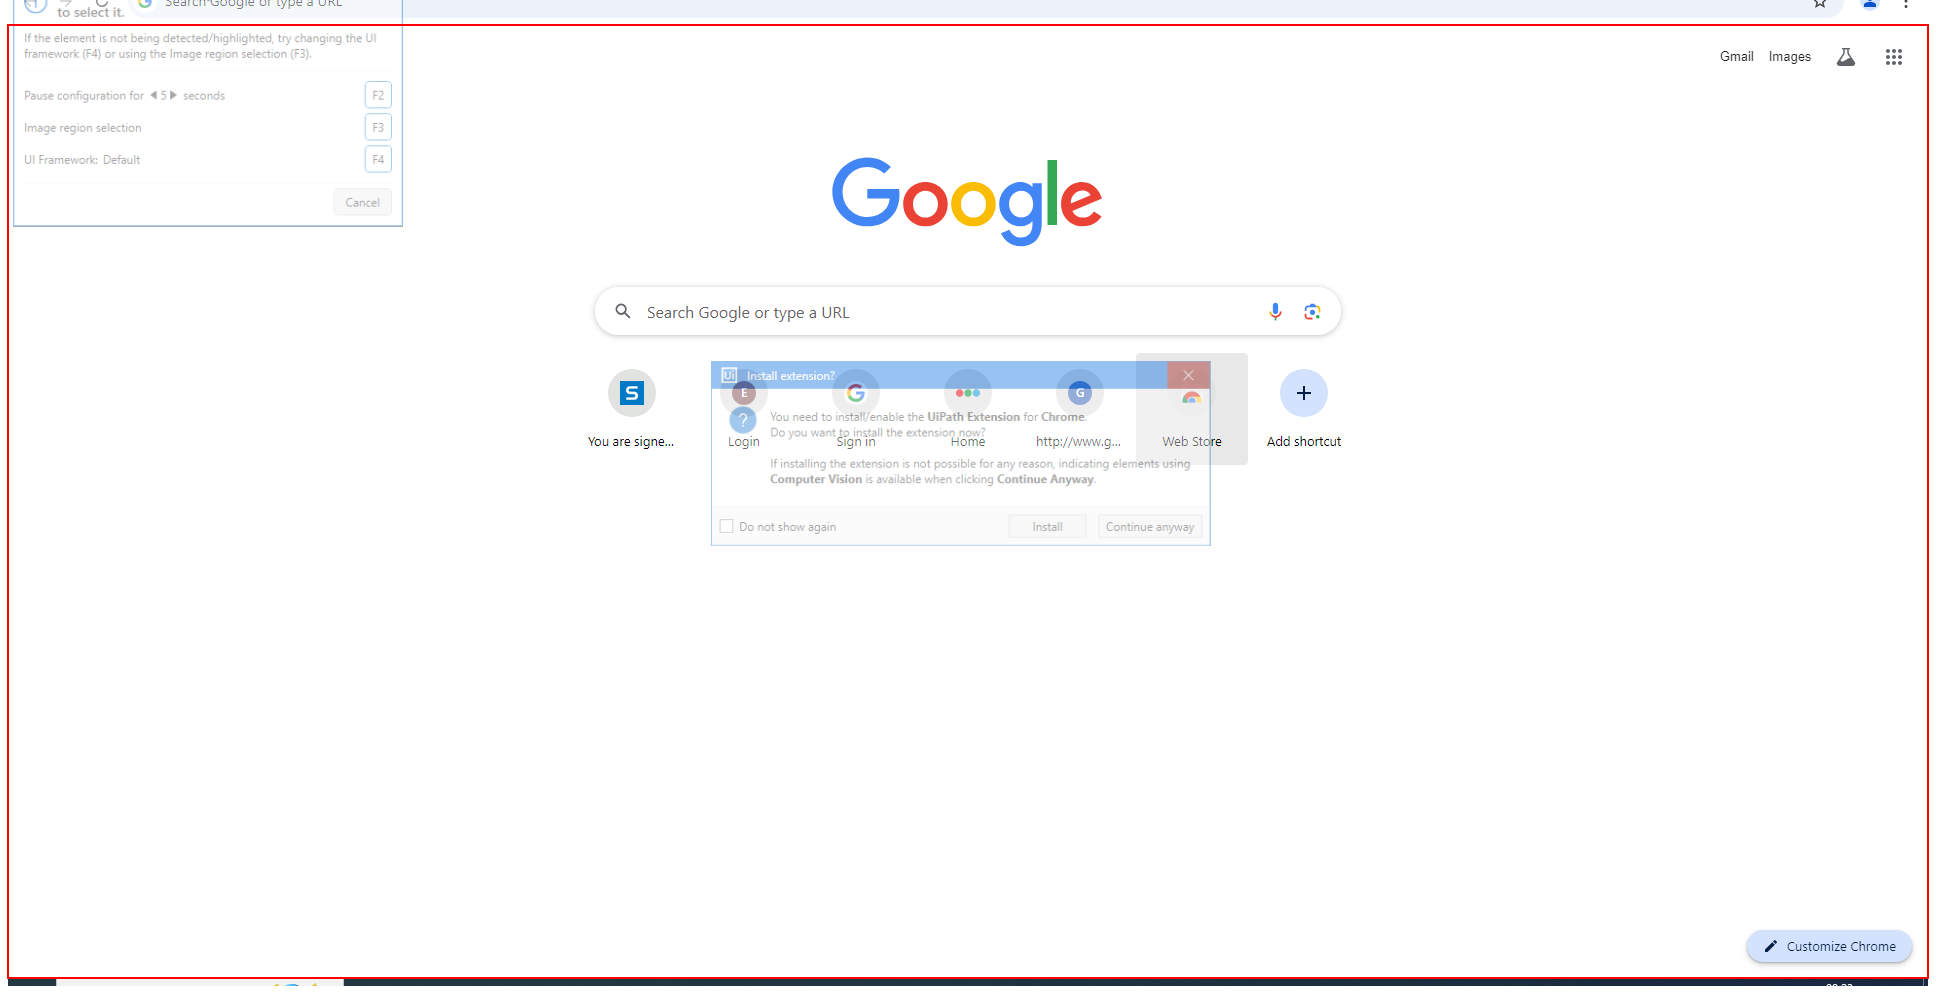 to select it.
Search Google or type a URL
If the element is not being detected/highlighted, try changing the UI
framework (F4) or using the Image region selection (F3).
Pause configuration for 5 seconds F2
Image region selection F3
UI Framework: Default F4
Cancel
Gmail Images
Google
Search Google or type a URL
Ui Install extension?
S E G G
You need to install/enable the UiPath Extension for Chrome.
Do you want to install the extension now?
You are signe... Login Sign in Home http://www.g... Web Store Add shortcut
If installing the extension is not possible for any reason, indicating elements using
Computer Vision is available when clicking Continue Anyway.
Do not show again Install Continue anyway
Customize Chrome